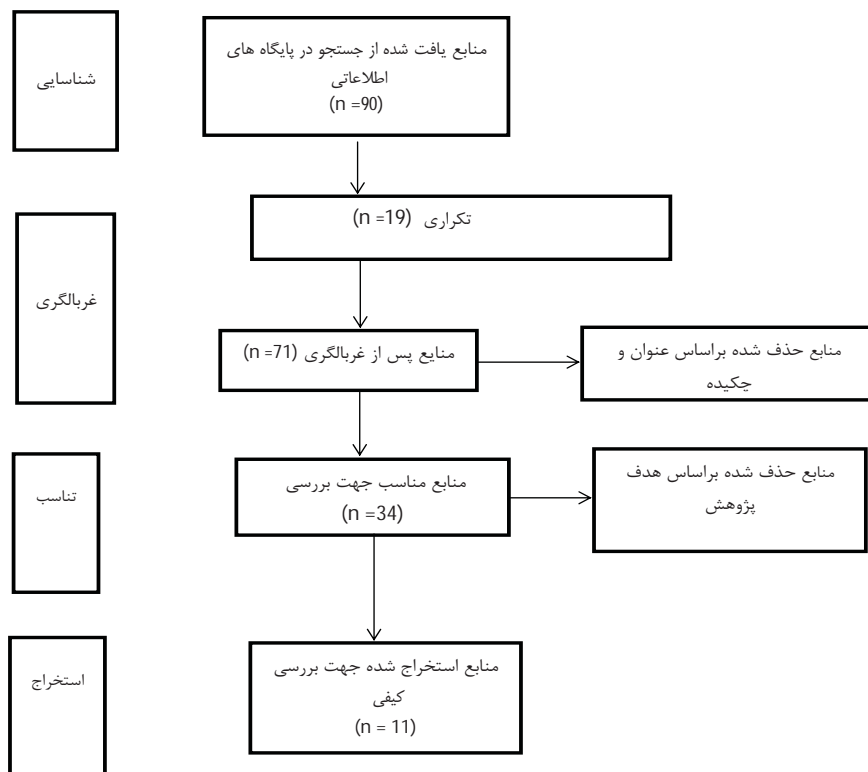 شناسایی
منابع یافت شده از جستجو در پایگاه های
اطلاعاتی
(n =90)
غربالگری
تکراری (n =19)
منایع پس از غربالگری (n =71)
منابع حذف شده براساس عنوان و
چکیده
تناسب
منابع مناسب جهت بررسی
(n =34)
منابع حذف شده براساس هدف
پژوهش
استخراج
منابع استخراج شده جهت بررسی
کیفی
(n = 11)